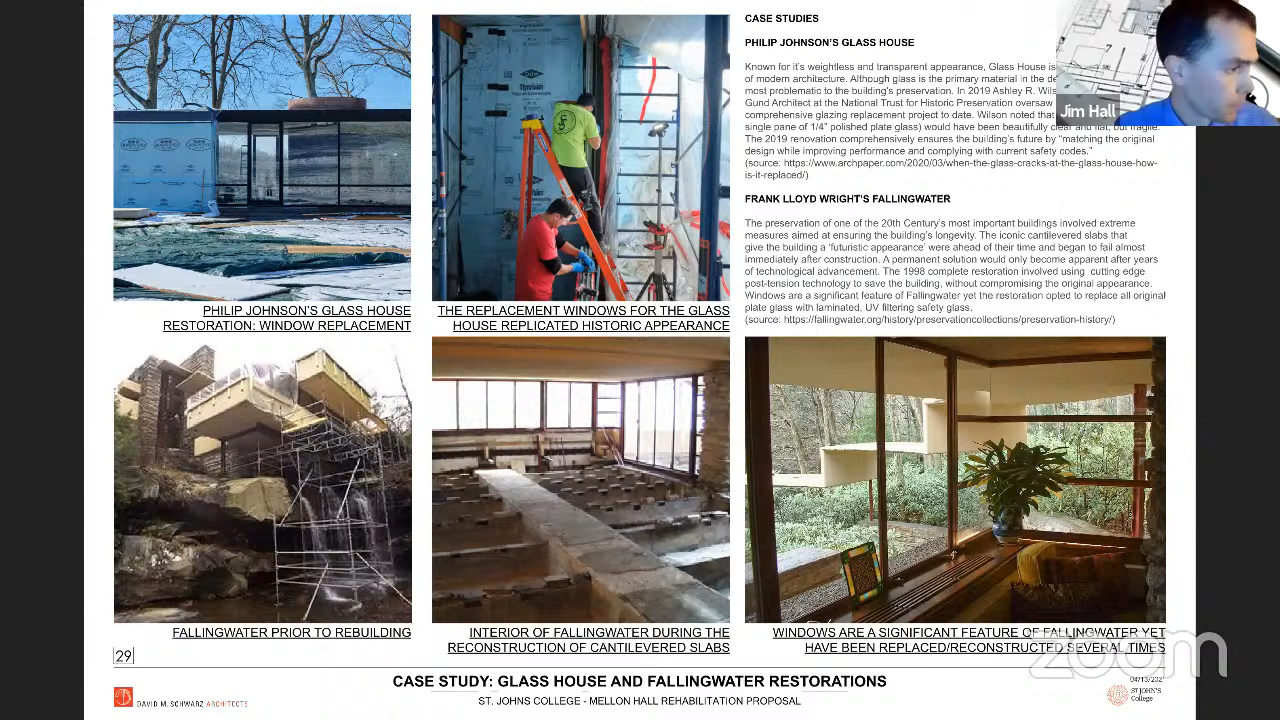 CASE STUDIES
PHILIP JOHNSON'S GLASS HOUSE
Known for it's weightless and transparent appearance, Glass House is
of modern architecture. Although glass is the primary material in the de
most problematic to the building's preservation. In 2019 Ashley R. Wils
Gund Architect at the National Trust for Historic Preservation oversaw
comprehensive glazing replacement project to date. Wilson noted that
single pane of 1/4" polished plate glass) would have been beautifully clear and flat, but fragile.
The 2019 renovation comprehensively ensures the building's future by "matching the original
design while improving performance and complying with current safety codes."
(source: https://www.archpaper.com/2020/03/when-the-glass-cracks-at-the-glass-house-how-
is-it-replaced/)
Jim Hall
FRANK LLOYD WRIGHT'S FALLINGWATER
The preservation of one of the 20th Century's most important buildings involved extreme
measures aimed at ensuring the building's longevity. The iconic cantilevered slabs that
give the building a 'futuristic appearance' were ahead of their time and began to fail almost
immediately after construction. A permanent solution would only become apparent after years
of technological advancement. The 1998 complete restoration involved using cutting edge
post-tension technology to save the building, without compromising the original appearance.
Windows are a significant feature of Fallingwater yet the restoration opted to replace all original
plate glass with laminated, UV filtering safety glass.
(source: https://fallingwater.org/history/preservationcollections/preservation-history/)
PHILIP JOHNSON'S GLASS HOUSE
RESTORATION: WINDOW REPLACEMENT
THE REPLACEMENT WINDOWS FOR THE GLASS
HOUSE REPLICATED HISTORIC APPEARANCE
FALLINGWATER PRIOR TO REBUILDING
INTERIOR OF FALLINGWATER DURING THE
RECONSTRUCTION OF CANTILEVERED SLABS
WINDOWS ARE A SIGNIFICANT FEATURE OF FALLINGWATER YET
HAVE BEEN REPLACED/RECONSTRUCTED SEVERAL TIMES
zoom
29
CASE STUDY: GLASS HOUSE AND FALLINGWATER RESTORATIONS
ST. JOHNS COLLEGE - MELLON HALL REHABILITATION PROPOSAL
DAVID M. SCHWARZ ARCHITECTS
04/13/202
ST JOHN'S
College